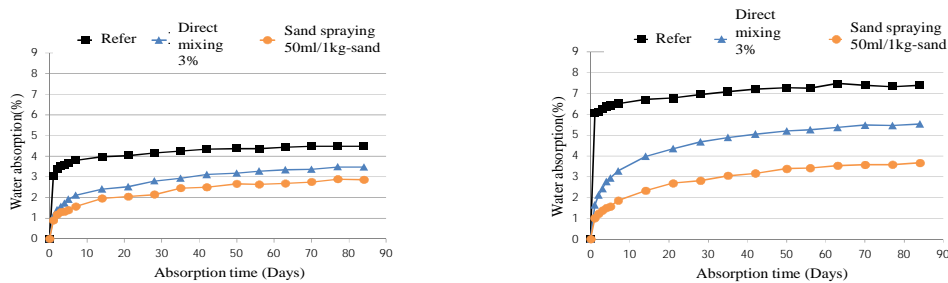 Refer
Direct
mixing
3%
Sand spraying
50ml/1kg-sand
9
8
7
6
5
4
3
2
1
0
Water absorption(%)
0 10 20 30 40 50 60 70 80 90
Absorption time (Days)
Refer
Direct
mixing
3%
Sand spraying
50ml/1kg-sand
9
8
7
6
5
4
3
2
1
0
Water absorption(%)
0 10 20 30 40 50 60 70 80 90
Absorption time (Days)